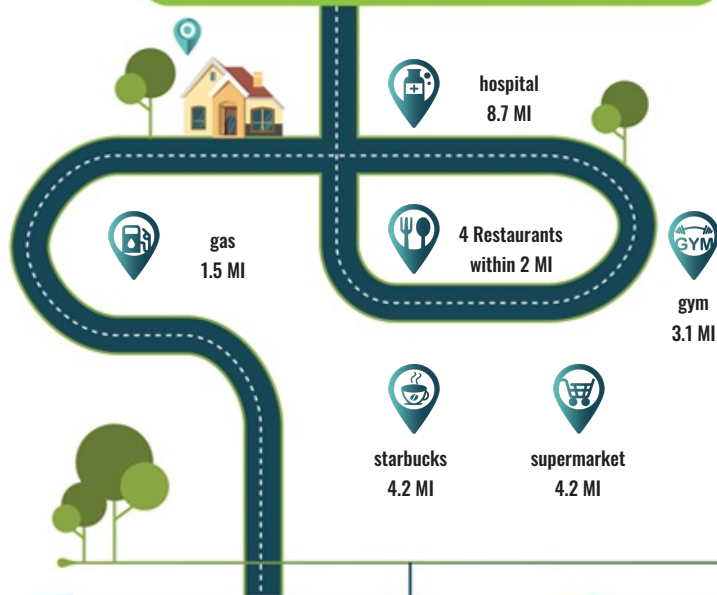 hospital
8.7 MI
gas
1.5 MI
4 Restaurants
within 2 MI
GYM
gym
3.1 MI
starbucks
4.2 MI
supermarket
4.2 MI